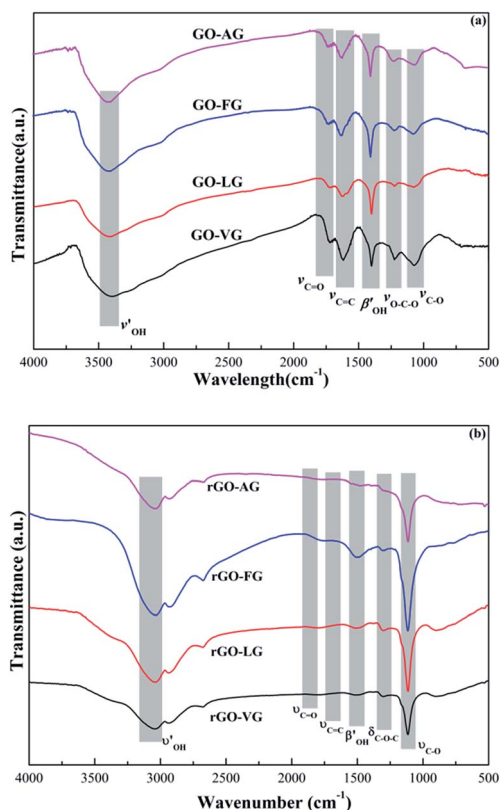 (a)
GO-AG
GO-FG
GO-LG
GO-VG
Transmittance(a.u.)
ν'OH
νC=O
νC=C
β'OH
νO-C-O
νC-O
4000 3500 3000 2500 2000 1500 1000 500
Wavelength(cm-1)
(b)
rGO-AG
rGO-FG
rGO-LG
rGO-VG
Transmittance (a.u.)
υ'OH
υC=O
υC=C
β'OH
δC-O-C
υC-O
4000 3500 3000 2500 2000 1500 1000 500
Wavenumber (cm-1)